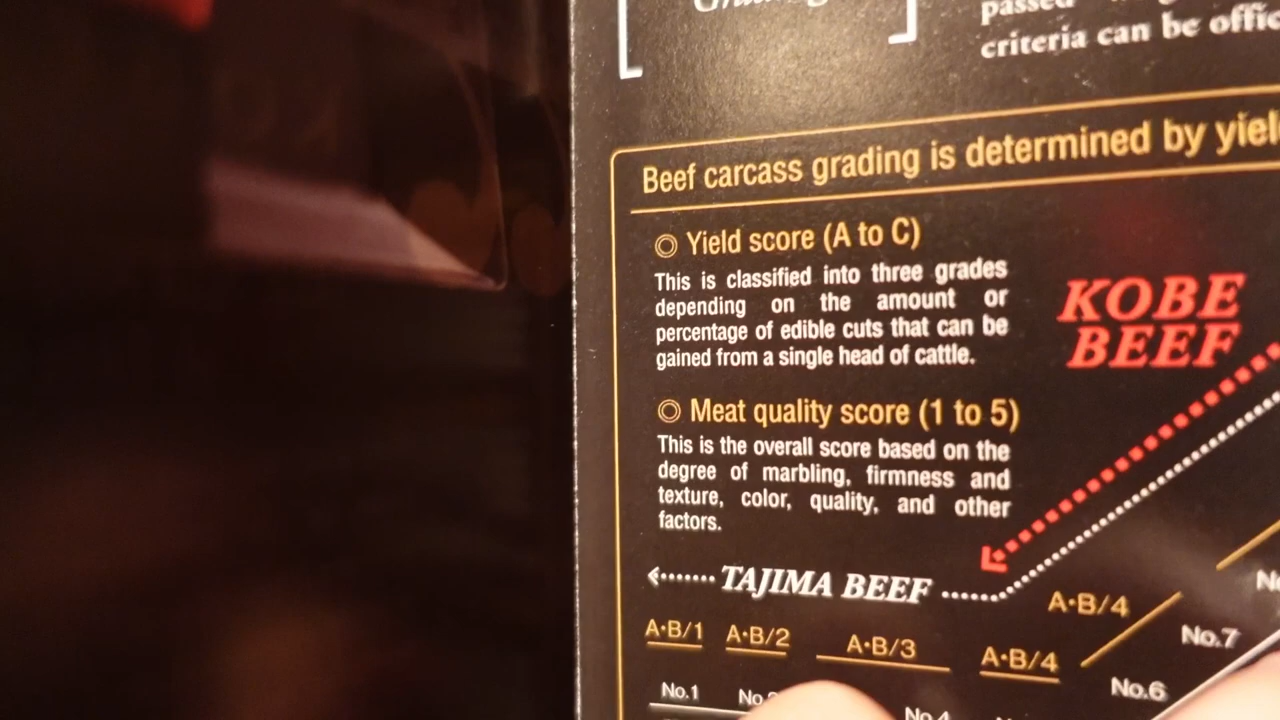 passed
criteria can be offic
Beef carcass grading is determined by yiel
◎ Yield score (A to C)
This is classified into three grades
depending on the amount or
percentage of edible cuts that can be
gained from a single head of cattle.
KOBE
BEEF
◎ Meat quality score (1 to 5)
This is the overall score based on the
degree of marbling, firmness and
texture, color, quality, and other
factors.
TAJIMA BEEF
A·B/1 A·B/2 A·B/3 A·B/4 A·B/4
No.1 No.4 No.6 No.7